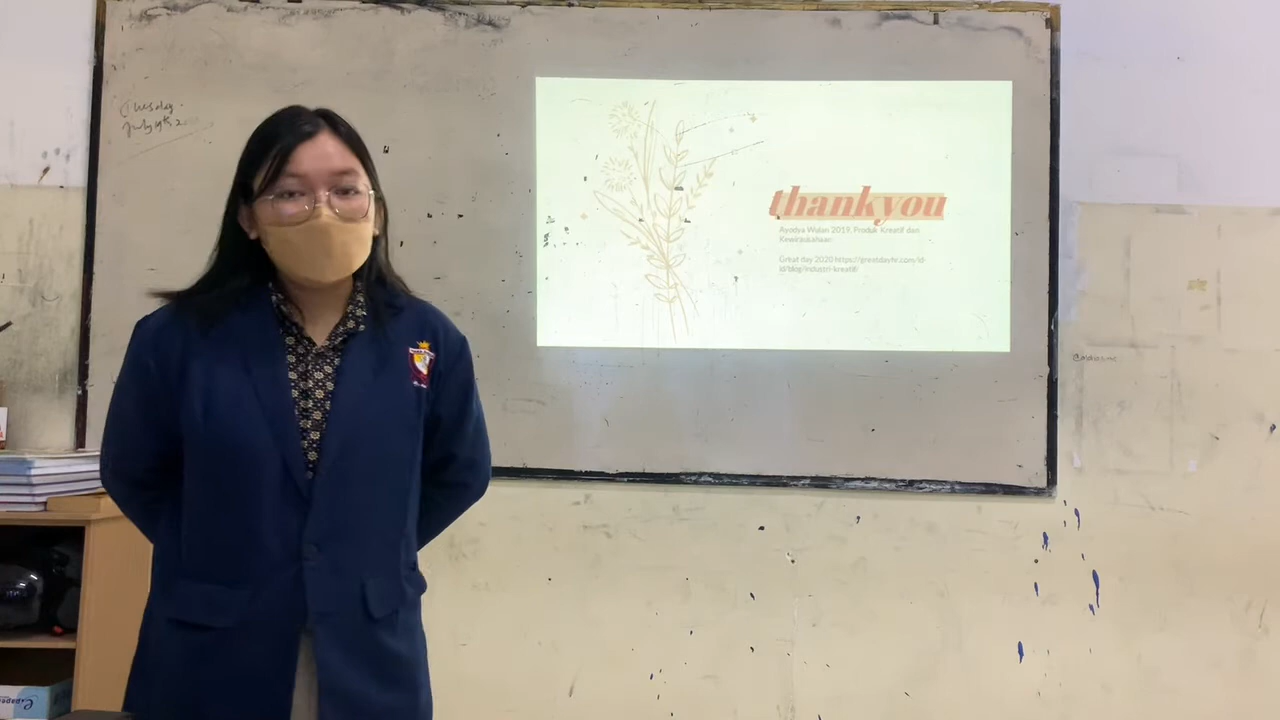 Tuesday.
thankyou
Ayodya Wulan 2019. Produk Kreatif dan
Kewirausahaan.
Great day 2020 https://greatdayhr.com/id-
id/blog/industri-kreatif/